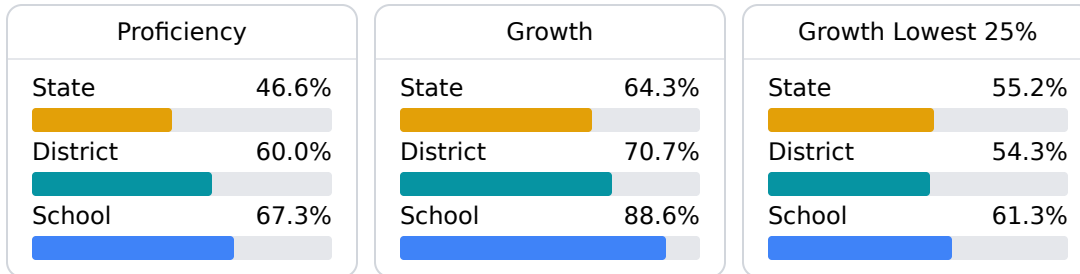 Proficiency
State 46.6%
District 60.0%
School 67.3%
Growth
State 64.3%
District 70.7%
School 88.6%
Growth Lowest 25%
State 55.2%
District 54.3%
School 61.3%